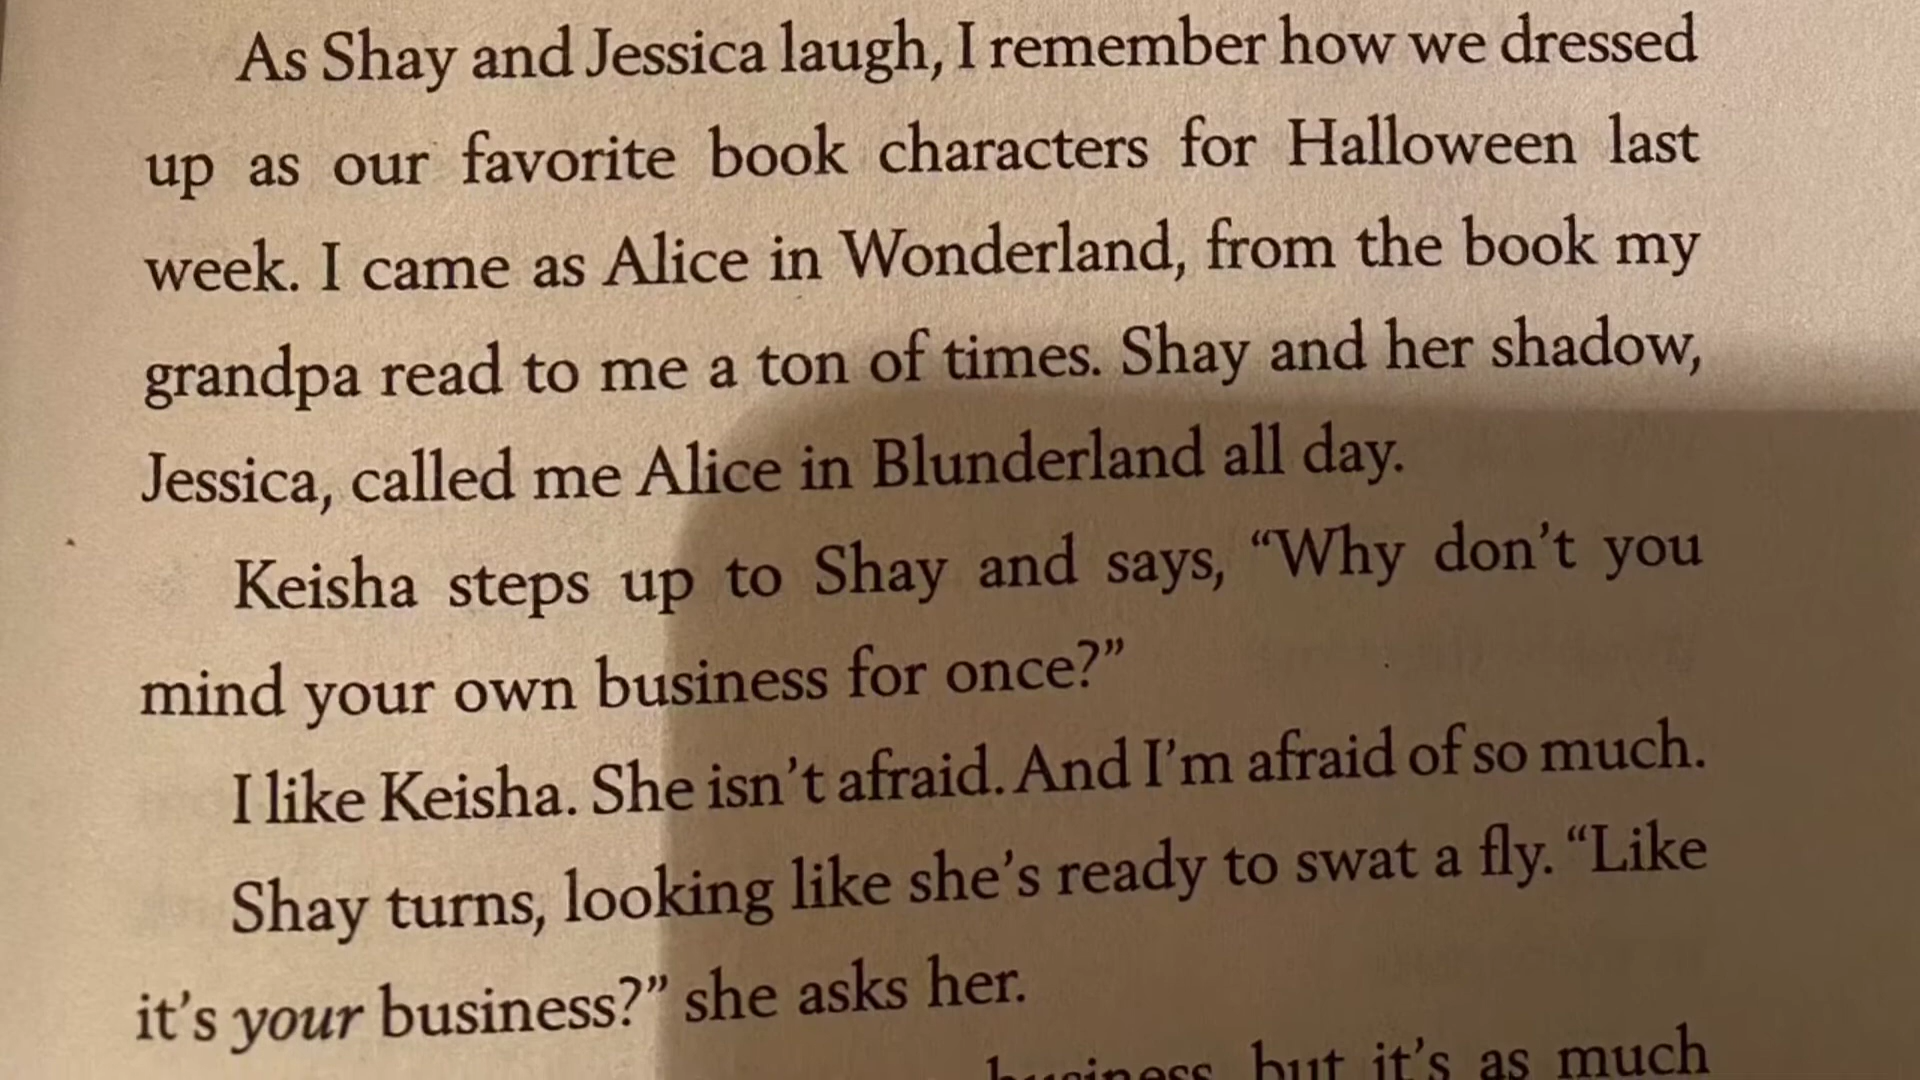 As Shay and Jessica laugh, I remember how we dressed
up as our favorite book characters for Halloween last
week. I came as Alice in Wonderland, from the book my
grandpa read to me a ton of times. Shay and her shadow,
Jessica, called me Alice in Blunderland all day.
Keisha steps up to Shay and says, “Why don’t you
mind your own business for once?”
I like Keisha. She isn’t afraid. And I’m afraid of so much.
Shay turns, looking like she’s ready to swat a fly. “Like
it’s your business?” she asks her.
business, but it’s as much